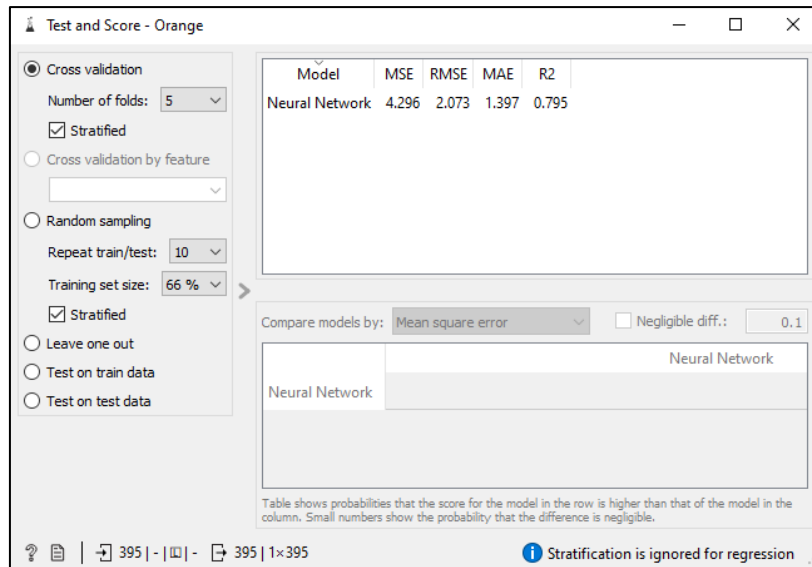 Test and Score - Orange
Cross validation
Number of folds: 5
Stratified
Cross validation by feature
Random sampling
Repeat train/test: 10
Training set size: 66 %
Stratified
Leave one out
Test on train data
Test on test data
Model MSE RMSE MAE R2
Neural Network 4.296 2.073 1.397 0.795
Compare models by: Mean square error Negligible diff.: 0.1
Neural Network
Neural Network
Table shows probabilities that the score for the model in the row is higher than that of the model in the
column. Small numbers show the probability that the difference is negligible.
? 395 | - | - 395 | 1×395
Stratification is ignored for regression